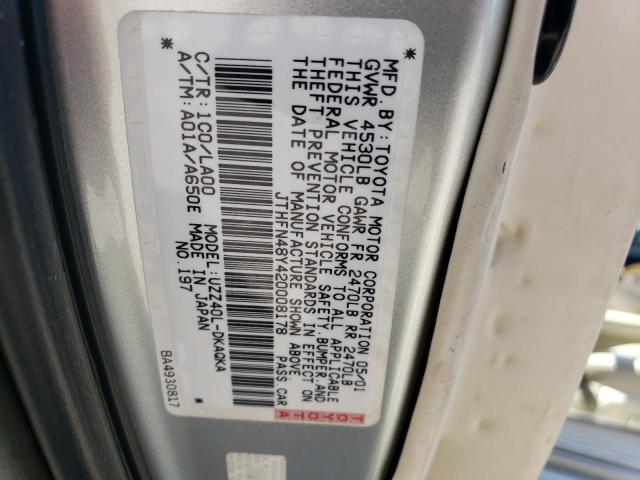 MFD. BY: TOYOTA MOTOR CORPORATION 05/01
GVWR 4530LB GAWR FR 2470LB RR 2470LB
THIS VEHICLE CONFORMS TO ALL APPLICABLE
FEDERAL MOTOR VEHICLE SAFETY, BUMPER, AND
THEFT PREVENTION STANDARDS IN EFFECT ON
THE DATE OF MANUFACTURE SHOWN ABOVE.
JTHFN48Y420008178 PASS CAR
*
TOYOTA
TOYOTA
C/TR: 1C0/LA00 MODEL: UZZ40L-DKAQKA
A/TM: A01A/A650E MADE IN JAPAN
*
NO. 197
*
BA4930817